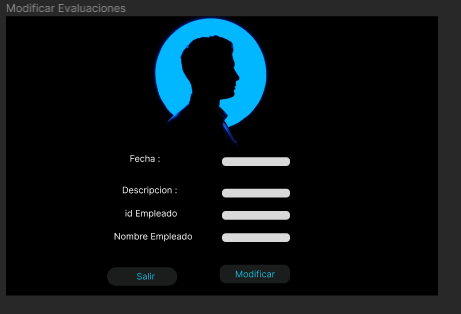 Modificar Evaluaciones
Fecha :
Descripcion :
id Empleado
Nombre Empleado
Salir
Modificar